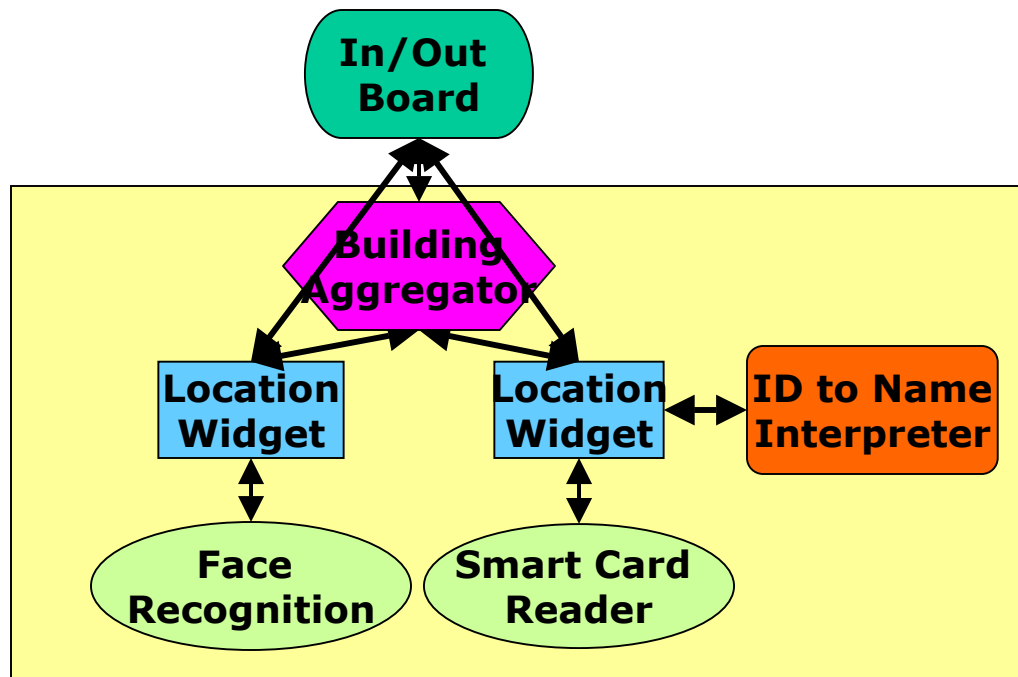 In/Out
Board
Building
Aggregator
Location
Widget
Location
Widget
ID to Name
Interpreter
Face
Recognition
Smart Card
Reader